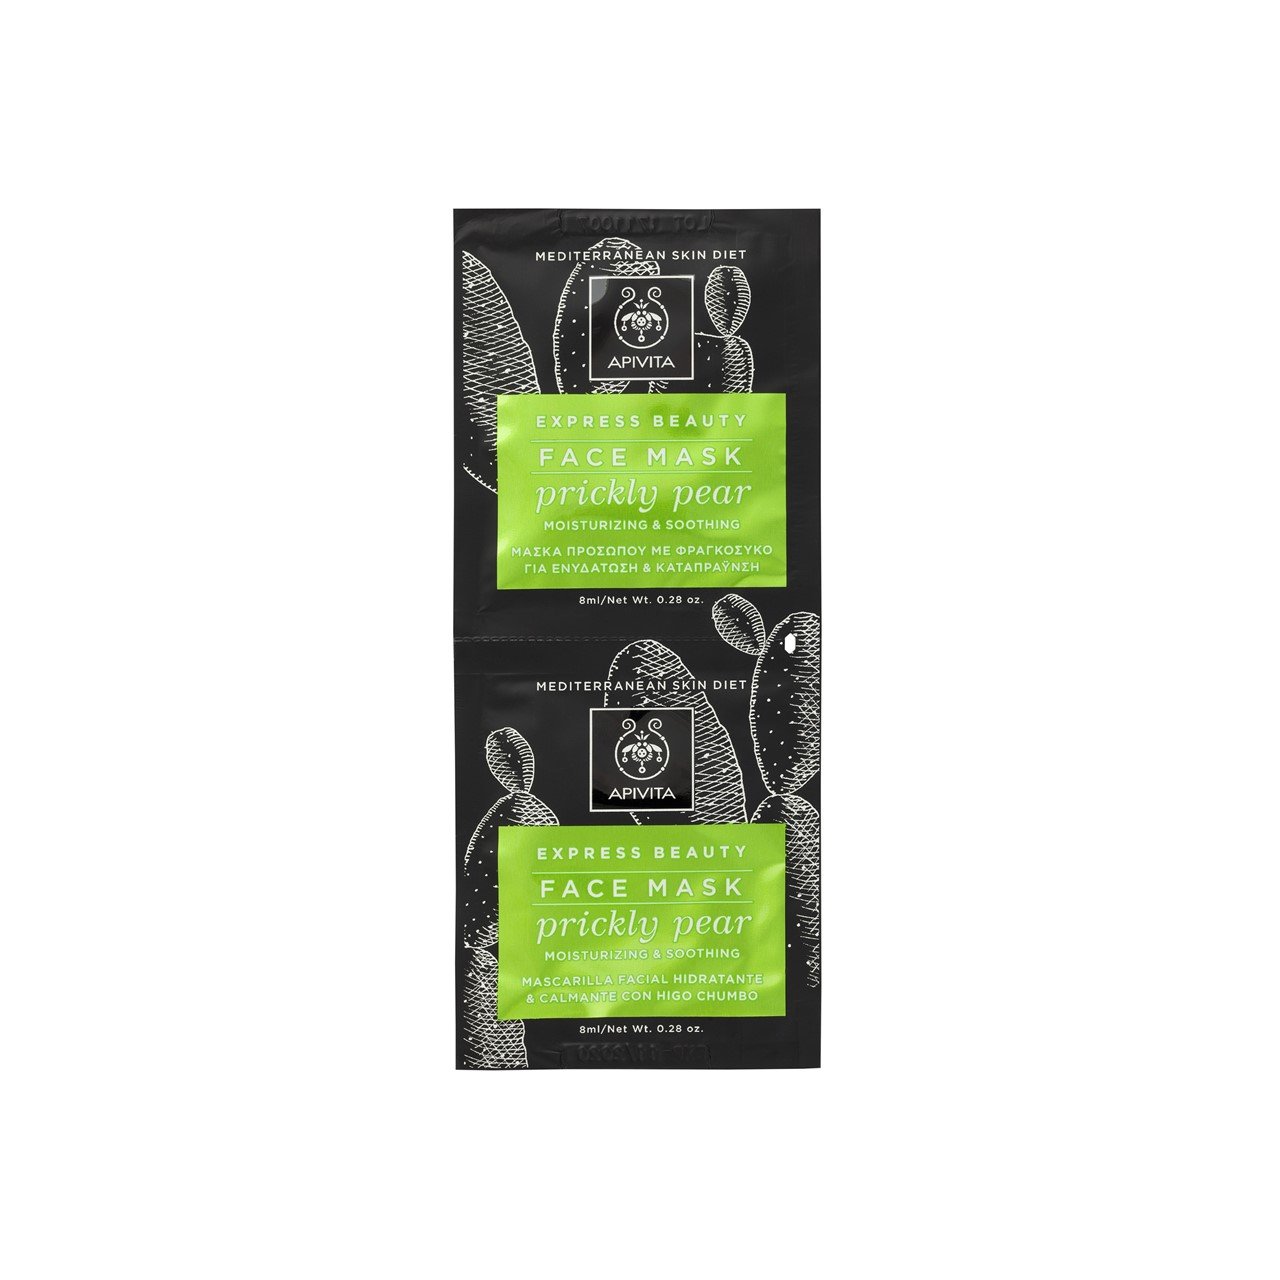 MEDITERRANEAN SKIN DIET
APIVITA
EXPRESS BEAUTY
FACE MASK
prickly pear
MOISTURIZING & SOOTHING
ΜΑΣΚΑ ΠΡΟΣΩΠΟΥ ΜΕ ΦΡΑΓΚΟΣΥΚΟ
ΓΙΑ ΕΝΥΔΑΤΩΣΗ & ΚΑΤΑΠΡΑΫΝΣΗ
8ml/Net Wt. 0.28 oz.
MEDITERRANEAN SKIN DIET
APIVITA
EXPRESS BEAUTY
FACE MASK
prickly pear
MOISTURIZING & SOOTHING
MASCARILLA FACIAL HIDRATANTE
& CALMANTE CON HIGO CHUMBO
8ml/Net Wt. 0.28 oz.